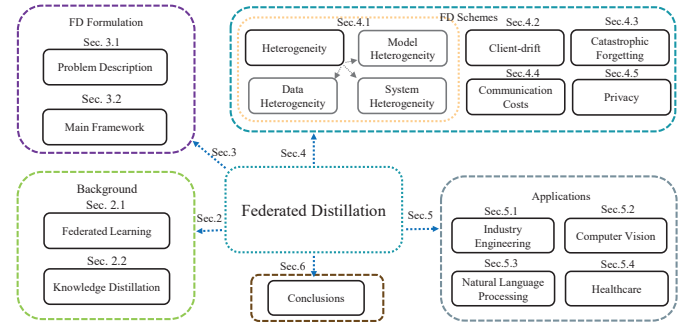 FD Formulation
Sec. 3.1
Problem Description
Sec. 3.2
Main Framework
Sec.4.1
FD Schemes
Sec.4.2
Sec.4.3
Heterogeneity
Model
Heterogeneity
Client-drift
Catastrophic
Forgetting
Sec.4.4
Sec.4.5
Data
Heterogeneity
System
Heterogeneity
Communication
Costs
Privacy
Sec.3
Sec.4
Background
Sec. 2.1
Federated Learning
Sec. 2.2
Knowledge Distillation
Sec.2
Federated Distillation
Sec.5
Applications
Sec.5.1
Sec.5.2
Industry
Engineering
Computer Vision
Sec.5.3
Sec.5.4
Natural Language
Processing
Healthcare
Sec.6
Conclusions